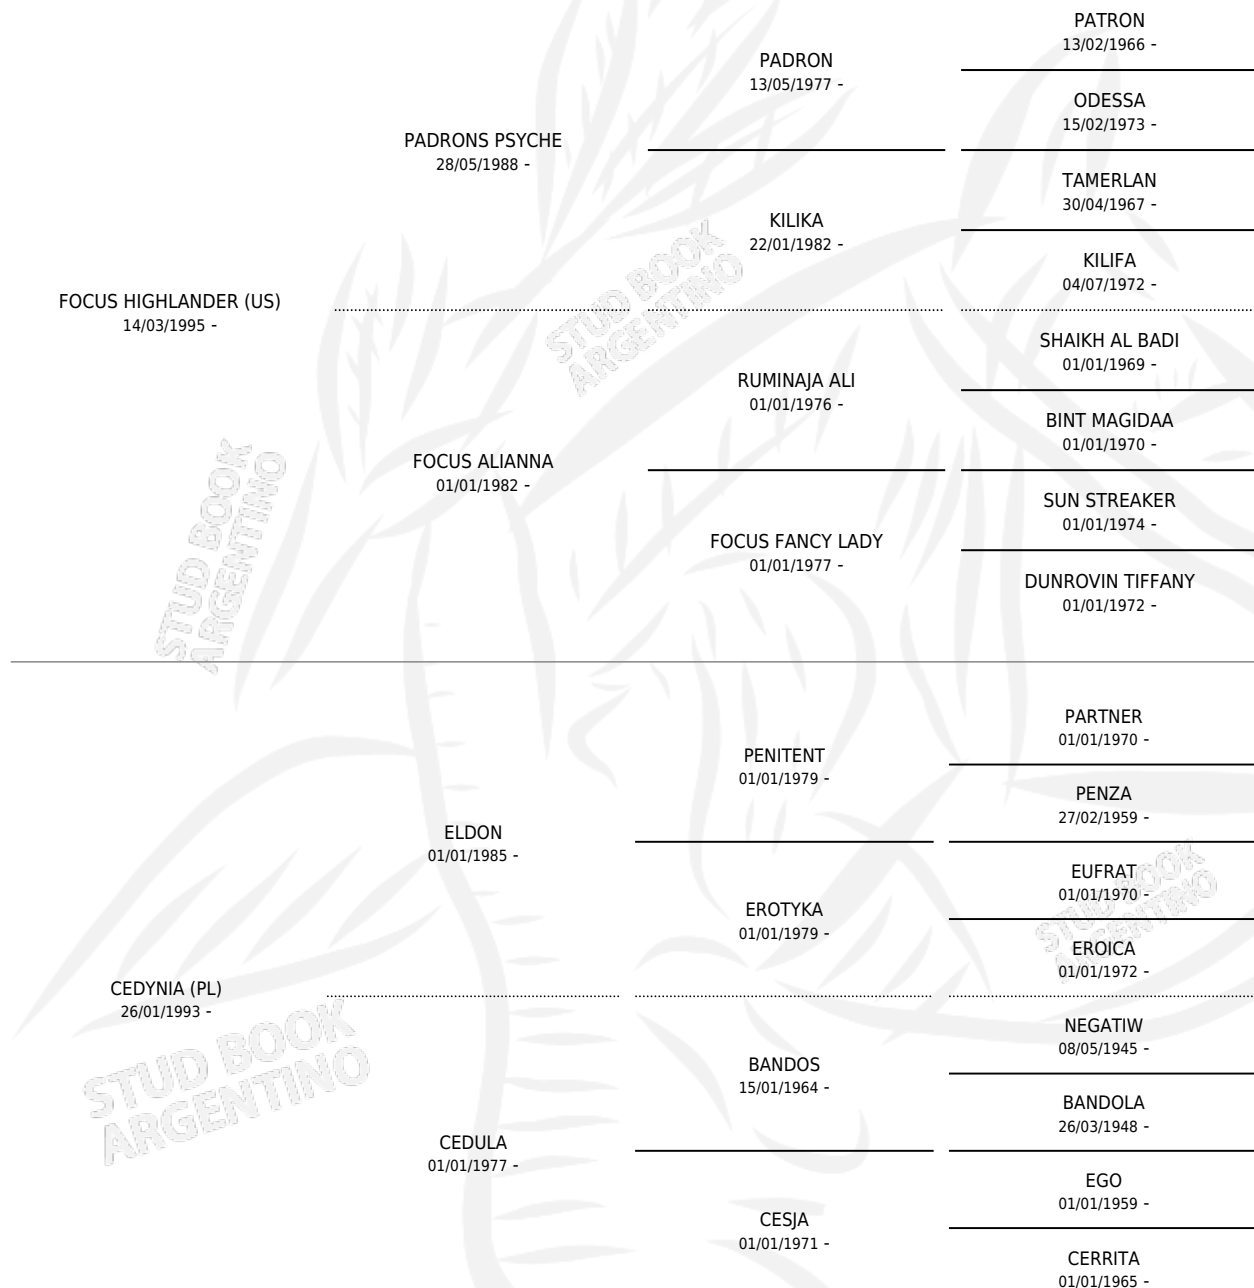 PATRON
13/02/1966 -
PADRON
13/05/1977 -
ODESSA
15/02/1973 -
PADRONS PSYCHE
28/05/1988 -
TAMERLAN
30/04/1967 -
KILIKA
22/01/1982 -
KILIFA
04/07/1972 -
FOCUS HIGHLANDER (US)
14/03/1995 -
SHAIKH AL BADI
01/01/1969 -
RUMINAJA ALI
01/01/1976 -
BINT MAGIDAA
01/01/1970 -
FOCUS ALIANNA
01/01/1982 -
SUN STREAKER
01/01/1974 -
FOCUS FANCY LADY
01/01/1977 -
DUNROVIN TIFFANY
01/01/1972 -
PARTNER
01/01/1970 -
PENITENT
01/01/1979 -
PENZA
27/02/1959 -
ELDON
01/01/1985 -
EUFRAT
01/01/1970 -
EROTYKA
01/01/1979 -
EROICA
01/01/1972 -
CEDYNIA (PL)
26/01/1993 -
NEGATIW
08/05/1945 -
BANDOS
15/01/1964 -
BANDOLA
26/03/1948 -
CEDULA
01/01/1977 -
EGO
01/01/1959 -
CESJA
01/01/1971 -
CERRITA
01/01/1965 -
STUD BOOK
ARGENTINO
STUD BOOK
ARGENTINO
STUD BOOK
ARGENTINO
STUD BOOK
ARGENTINO